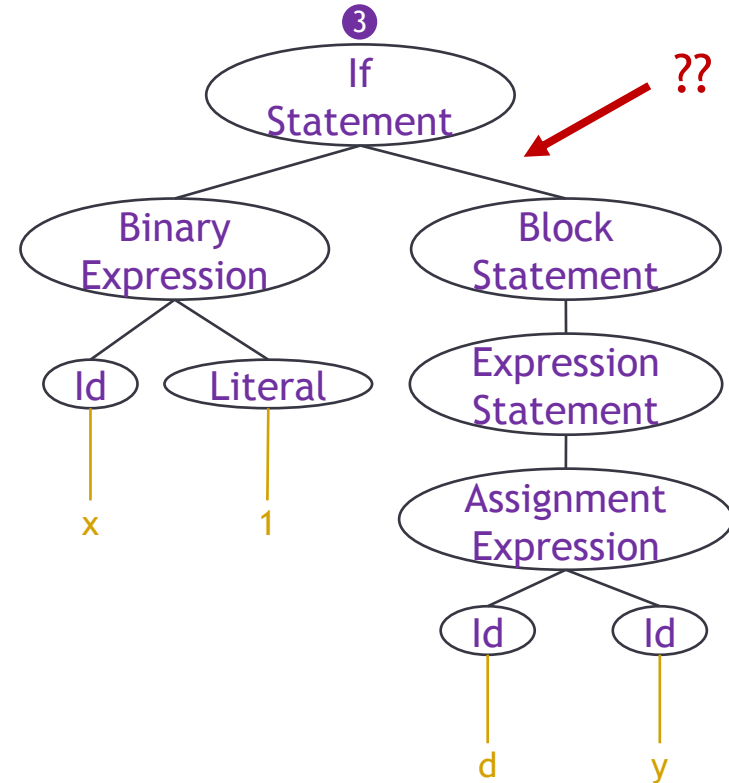 3
If
Statement
??
Binary
Expression
Block
Statement
Id
Literal
Expression
Statement
x
1
Assignment
Expression
Id
Id
d
y